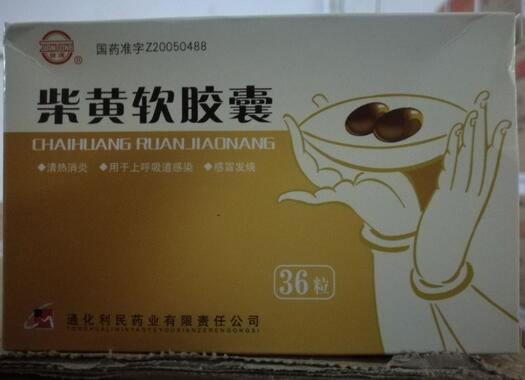 国药准字Z20050488
柴黄软胶囊
CHAIHUANG RUANJIAONANG
◆清热消炎 ◆用于上呼吸道感染 ◆感冒发烧
36粒
通化利民药业有限责任公司
TONGHUALIMINYAOYEYOUXIANZERENGONGSI